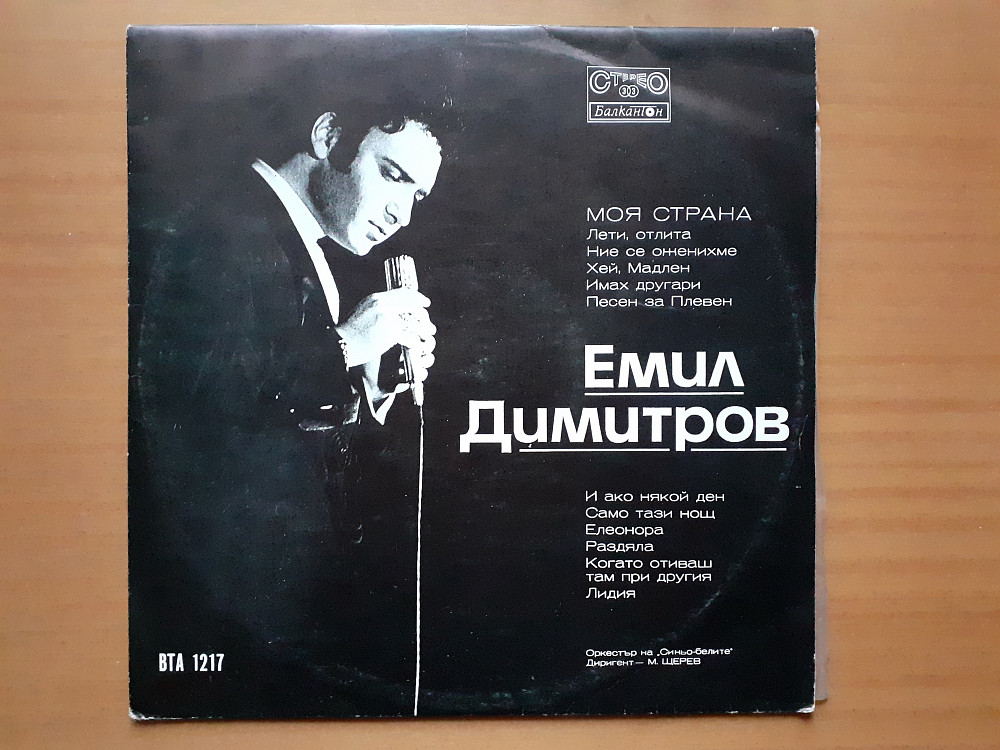 СТЕРЕО
33
Балкантон
МОЯ СТРАНА
Лети, отлита
Ние се оженихме
Хей, Мадлен
Имах другари
Песен за Плевен
Емил
Димитров
И ако някой ден
Само тази нощ
Елеонора
Раздяла
Когато отиваш
там при другия
Лидия
Оркестър на „Синьо-белите"
Диригент — М. ЩЕРЕВ
ВТА 1217